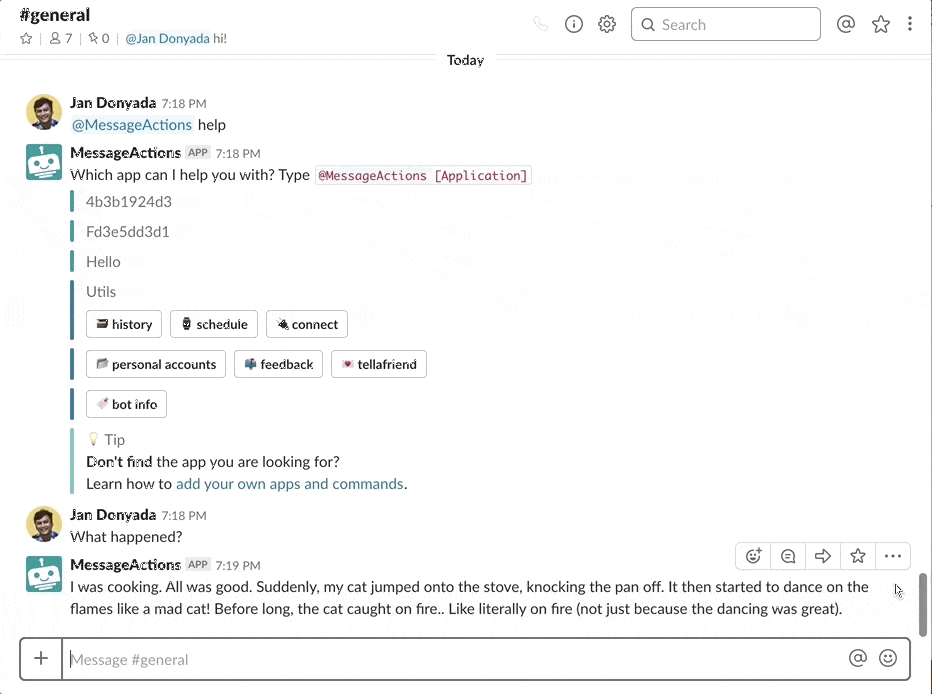 #general
7 | 0 | @Jan Donyada hi!
Search
Today
Jan Donyada 7:18 PM
@MessageActions help
MessageActions APP 7:18 PM
Which app can I help you with? Type @MessageActions [Application]
4b3b1924d3
Fd3e5dd3d1
Hello
Utils
history schedule connect
personal accounts feedback tellafriend
bot info
Tip
Don't find the app you are looking for?
Learn how to add your own apps and commands.
Jan Donyada 7:18 PM
What happened?
MessageActions APP 7:19 PM
I was cooking. All was good. Suddenly, my cat jumped onto the stove, knocking the pan off. It then started to dance on the
flames like a mad cat! Before long, the cat caught on fire.. Like literally on fire (not just because the dancing was great).
Message #general